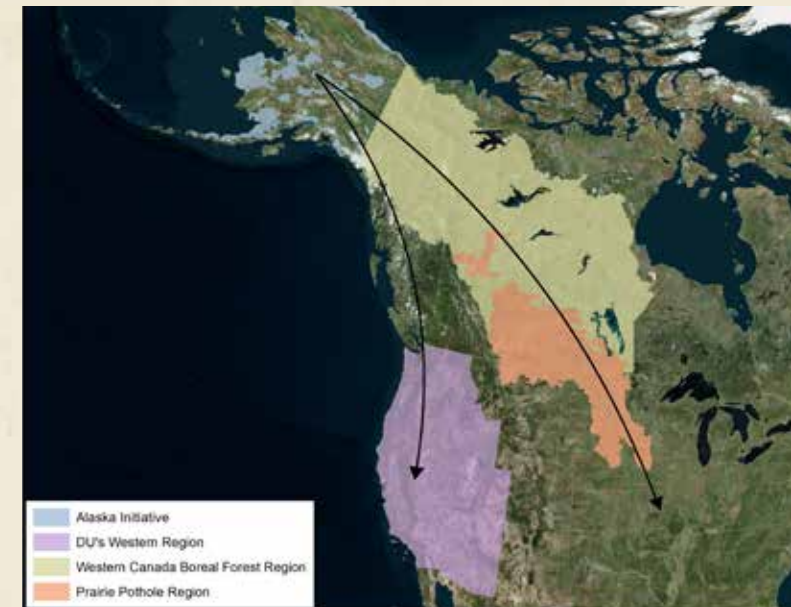 Alaska Initiative
DU's Western Region
Western Canada Boreal Forest Region
Prairie Pothole Region